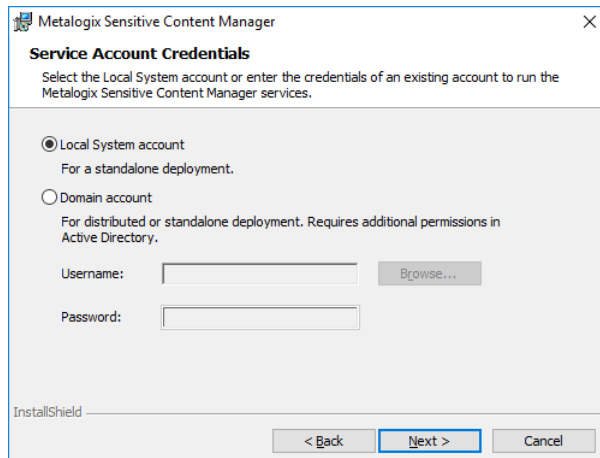 Metalogix Sensitive Content Manager
Service Account Credentials
Select the Local System account or enter the credentials of an existing account to run the
Metalogix Sensitive Content Manager services.
Local System account
For a standalone deployment.
Domain account
For distributed or standalone deployment. Requires additional permissions in
Active Directory.
Username:
Browse...
Password:
InstallShield
< Back
Next >
Cancel